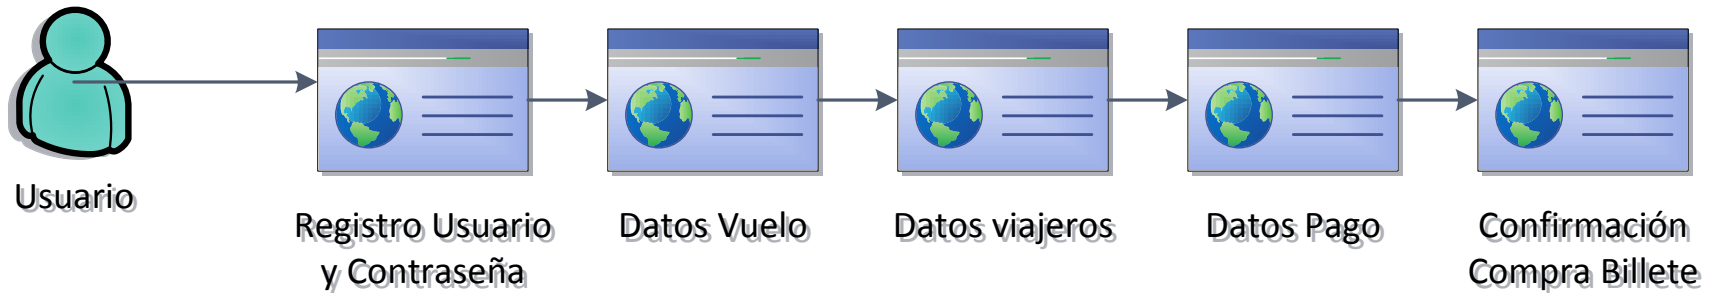 Usuario
Registro Usuario
y Contraseña
Datos Vuelo
Datos viajeros
Datos Pago
Confirmación
Compra Billete